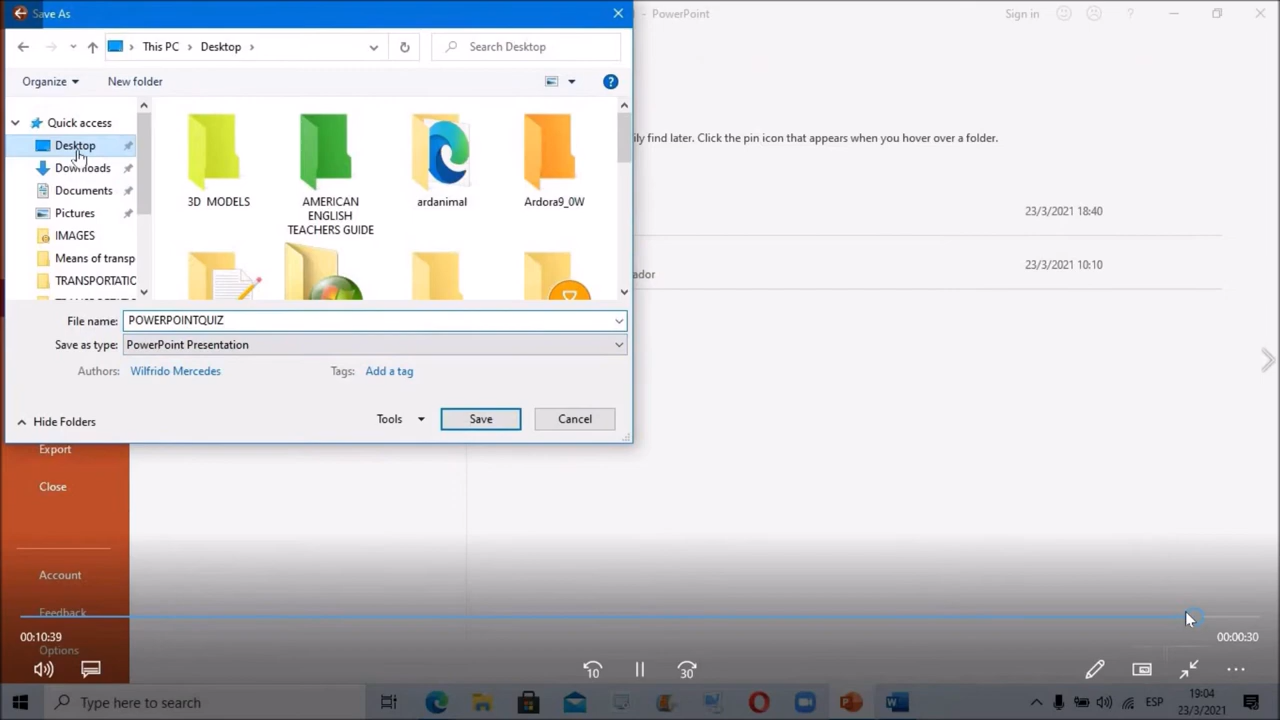 Save As
- PowerPoint
Sign in
?
This PC
Desktop
Search Desktop
Organize
New folder
Quick access
Desktop
Downloads
Documents
Pictures
IMAGES
Means of transp
TRANSPORTATIO
3D MODELS
AMERICAN
ENGLISH
TEACHERS GUIDE
ardanimal
Ardora9_0W
ily find later. Click the pin icon that appears when you hover over a folder.
23/3/2021 18:40
ador
23/3/2021 10:10
File name: POWERPOINTQUIZ
Save as type: PowerPoint Presentation
Authors: Wilfrido Mercedes
Tags: Add a tag
Hide Folders
Tools
Save
Cancel
Export
Close
Account
Feedback
Options
00:10:39
00:00:30
10
30
Type here to search
ESP
19:04
23/3/2021